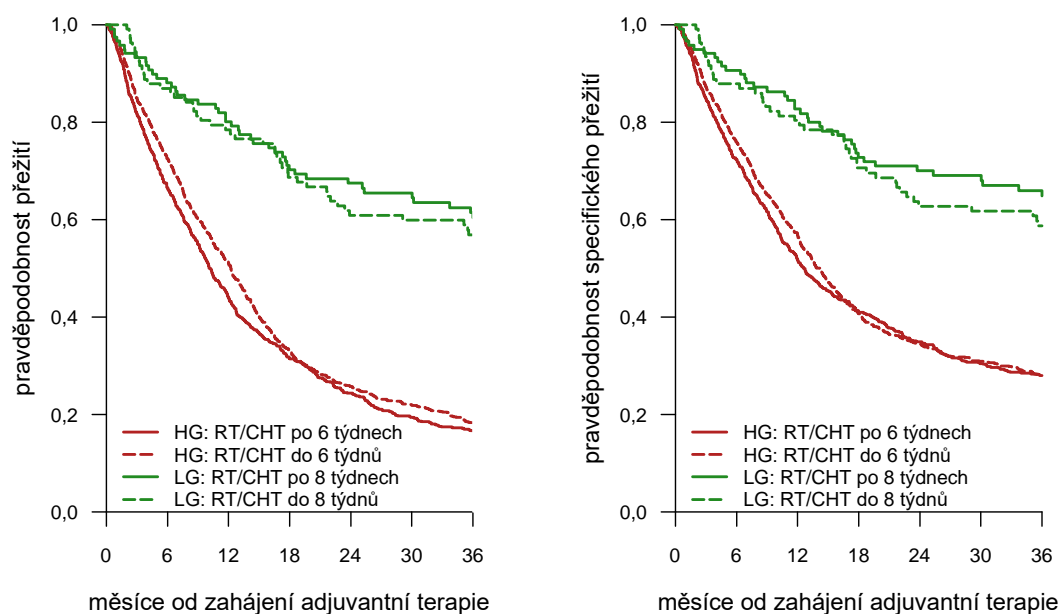 pravděpodobnost přežití
1,0
0,8
0,6
0,4
0,2
0,0
HG: RT/CHT po 6 týdnech
HG: RT/CHT do 6 týdnů
LG: RT/CHT po 8 týdnech
LG: RT/CHT do 8 týdnů
0 6 12 18 24 30 36
měsíce od zahájení adjuvantní terapie
pravděpodobnost specifického přežití
1,0
0,8
0,6
0,4
0,2
0,0
HG: RT/CHT po 6 týdnech
HG: RT/CHT do 6 týdnů
LG: RT/CHT po 8 týdnech
LG: RT/CHT do 8 týdnů
0 6 12 18 24 30 36
měsíce od zahájení adjuvantní terapie